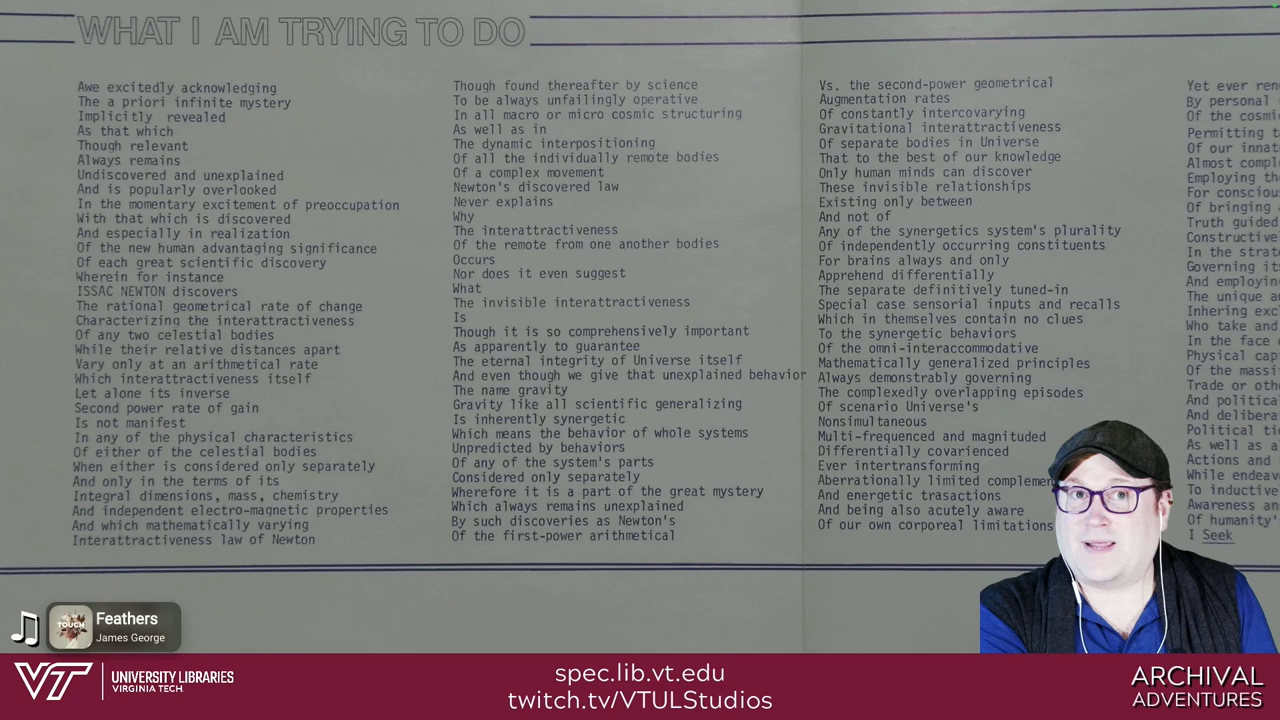 WHAT I AM TRYING TO DO
Awe excitedly acknowledging
The a priori infinite mystery
Implicitly revealed
As that which
Though relevant
Always remains
Undiscovered and unexplained
And is popularly overlooked
In the momentary excitement of preoccupation
With that which is discovered
And especially in realization
Of the new human advantaging significance
Of each great scientific discovery
Wherein for instance
ISSAC NEWTON discovers
The rational geometrical rate of change
Characterizing the interattractiveness
Of any two celestial bodies
While their relative distances apart
Vary only at an arithmetical rate
Which interattractiveness itself
Let alone its inverse
Second power rate of gain
Is not manifest
In any of the physical characteristics
Of either of the celestial bodies
When either is considered only separately
And only in the terms of its
Integral dimensions, mass, chemistry
And independent electro-magnetic properties
And which mathematically varying
Interattractiveness law of Newton
Though found thereafter by science
To be always unfailingly operative
In all macro or micro cosmic structuring
As well as in
The dynamic interpositioning
Of all the individually remote bodies
Of a complex movement
Newton's discovered law
Never explains
Why
The interattractiveness
Of the remote from one another bodies
Occurs
Nor does it even suggest
What
The invisible interattractiveness
Is
Though it is so comprehensively important
As apparently to guarantee
The eternal integrity of Universe itself
And even though we give that unexplained behavior
The name gravity
Gravity like all scientific generalizing
Is inherently synergetic
Which means the behavior of whole systems
Unpredicted by behaviors
Of any of the system's parts
Considered only separately
Wherefore it is a part of the great mystery
Which always remains unexplained
By such discoveries as Newton's
Of the first-power arithmetical
Vs. the second-power geometrical
Augmentation rates
Of constantly intercovarying
Gravitational interattractiveness
Of separate bodies in Universe
That to the best of our knowledge
Only human minds can discover
These invisible relationships
Existing only between
And not of
Any of the synergetics system's plurality
Of independently occurring constituents
For brains always and only
Apprehend differentially
The separate definitively tuned-in
Special case sensorial inputs and recalls
Which in themselves contain no clues
To the synergetic behaviors
Of the omni-interaccommodative
Mathematically generalized principles
Always demonstrably governing
The complexedly overlapping episodes
Of scenario Universe's
Nonsimultaneous
Multi-frequenced and magnituded
Differentially covarienced
Ever intertransforming
Aberrationally limited
And energetic trasactions
And being also acutely aware
Of our own corporeal limitations
Yet ever
By personal
Of the
Permitting
Of our
Almost
Employing
For
Of bringing
Truth guided
In the
Governing
And employing
The unique
Inhering
Who take and
In the face
Physical
Of the
Trade or
And
And
Political
As well as
Actions and
While
To
Awareness
Of humanity's
I Seek
Feathers
TOUCH
James George
VT UNIVERSITY LIBRARIES
VIRGINIA TECH
spec.lib.vt.edu
twitch.tv/VTULStudios
ARCHIVAL
ADVENTURES